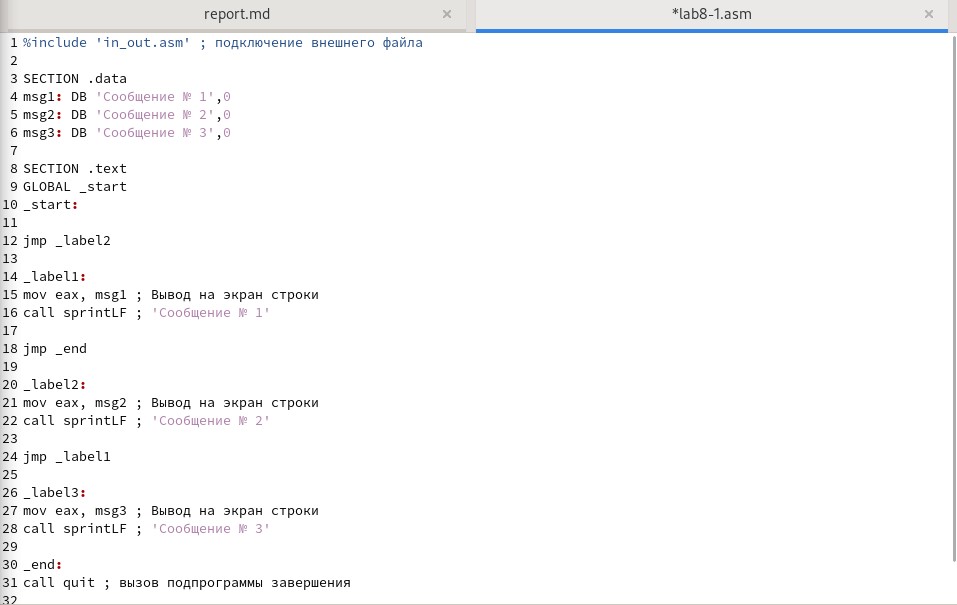 report.md ×
*lab8-1.asm ×
1 %include 'in_out.asm' ; подключение внешнего файла
2
3 SECTION .data
4 msg1: DB 'Сообщение № 1',0
5 msg2: DB 'Сообщение № 2',0
6 msg3: DB 'Сообщение № 3',0
7
8 SECTION .text
9 GLOBAL _start
10 _start:
11
12 jmp _label2
13
14 _label1:
15 mov eax, msg1 ; Вывод на экран строки
16 call sprintLF ; 'Сообщение № 1'
17
18 jmp _end
19
20 _label2:
21 mov eax, msg2 ; Вывод на экран строки
22 call sprintLF ; 'Сообщение № 2'
23
24 jmp _label1
25
26 _label3:
27 mov eax, msg3 ; Вывод на экран строки
28 call sprintLF ; 'Сообщение № 3'
29
30 _end:
31 call quit ; вызов подпрограммы завершения
32